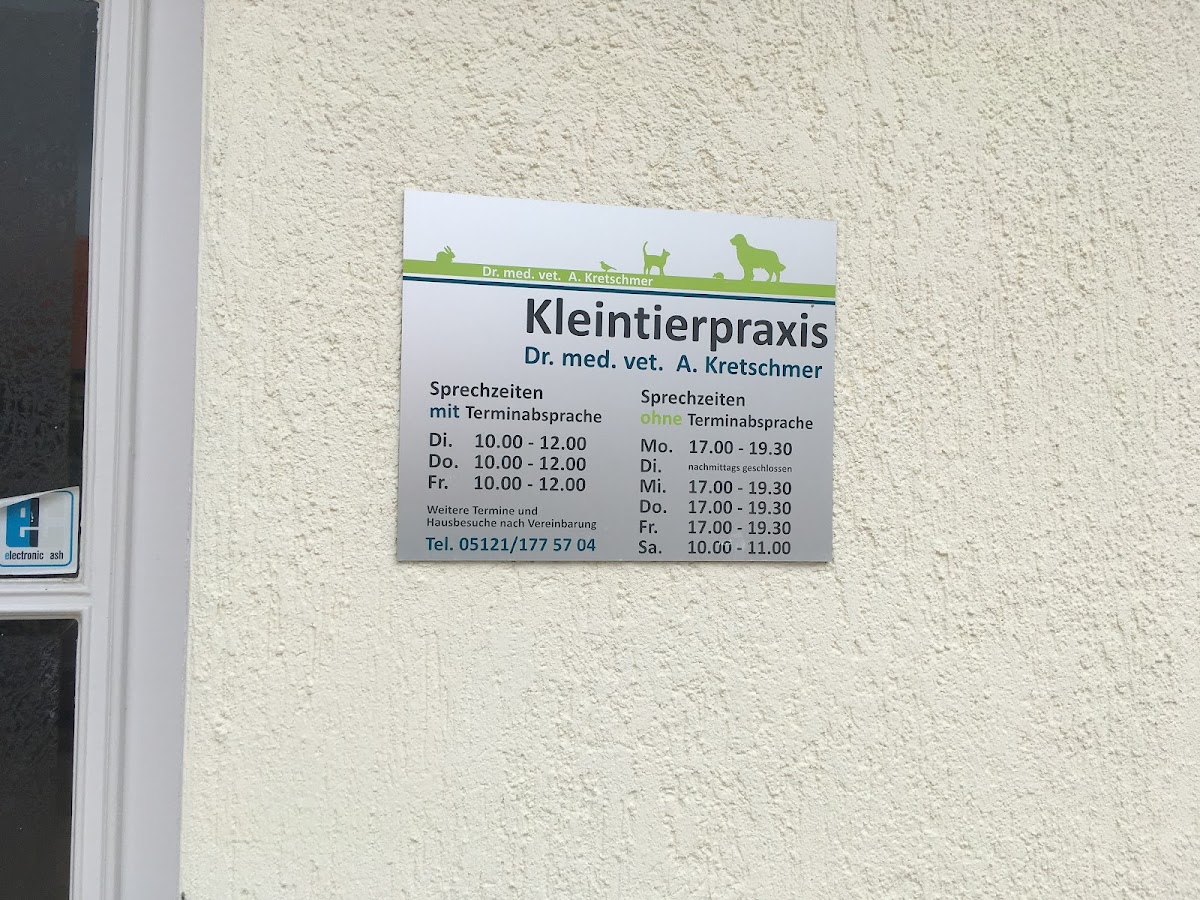 Dr. med. vet. A. Kretschmer
Kleintierpraxis
Dr. med. vet. A. Kretschmer
Sprechzeiten
mit Terminabsprache
Di. 10.00 - 12.00
Do. 10.00 - 12.00
Fr. 10.00 - 12.00
Weitere Termine und
Hausbesuche nach Vereinbarung
Tel. 05121/177 57 04
Sprechzeiten
ohne Terminabsprache
Mo. 17.00 - 19.30
Di. nachmittags geschlossen
Mi. 17.00 - 19.30
Do. 17.00 - 19.30
Fr. 17.00 - 19.30
Sa. 10.00 - 11.00
electronic ash